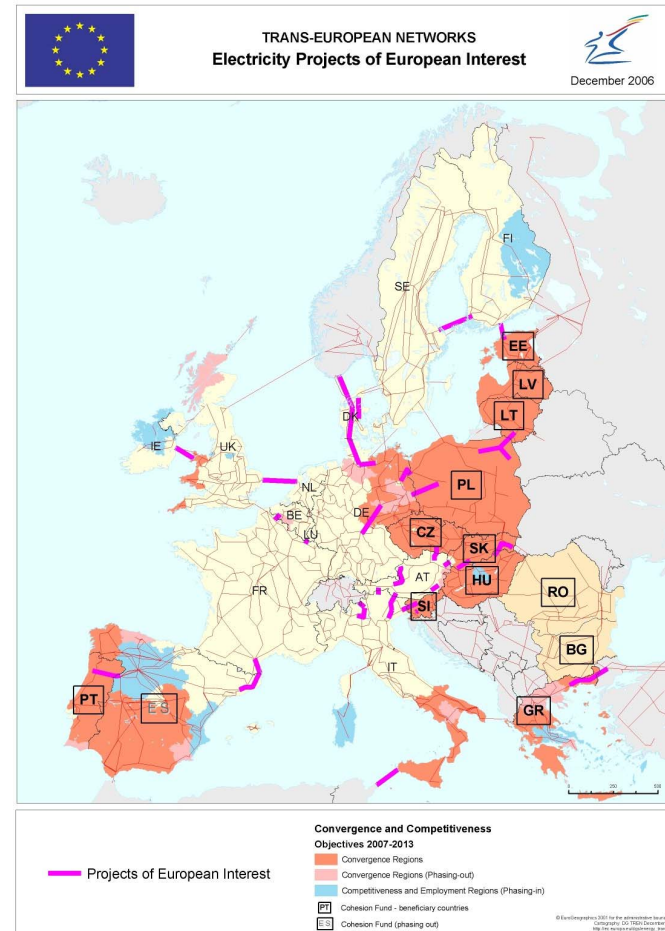 TRANS-EUROPEAN NETWORKS
Electricity Projects of European Interest
December 2006
FI
SE
EE
LV
LT
DK
IE
UK
NL
PL
BE
DE
LU
CZ
SK
FR
AT
HU
SI
RO
BG
IT
PT
ES
GR
0
250
500
Convergence and Competitiveness
Objectives 2007-2013
Projects of European Interest
Convergence Regions
Convergence Regions (Phasing-out)
Competitiveness and Employment Regions (Phasing-in)
PT Cohesion Fund - beneficiary countries
ES Cohesion Fund (phasing out)